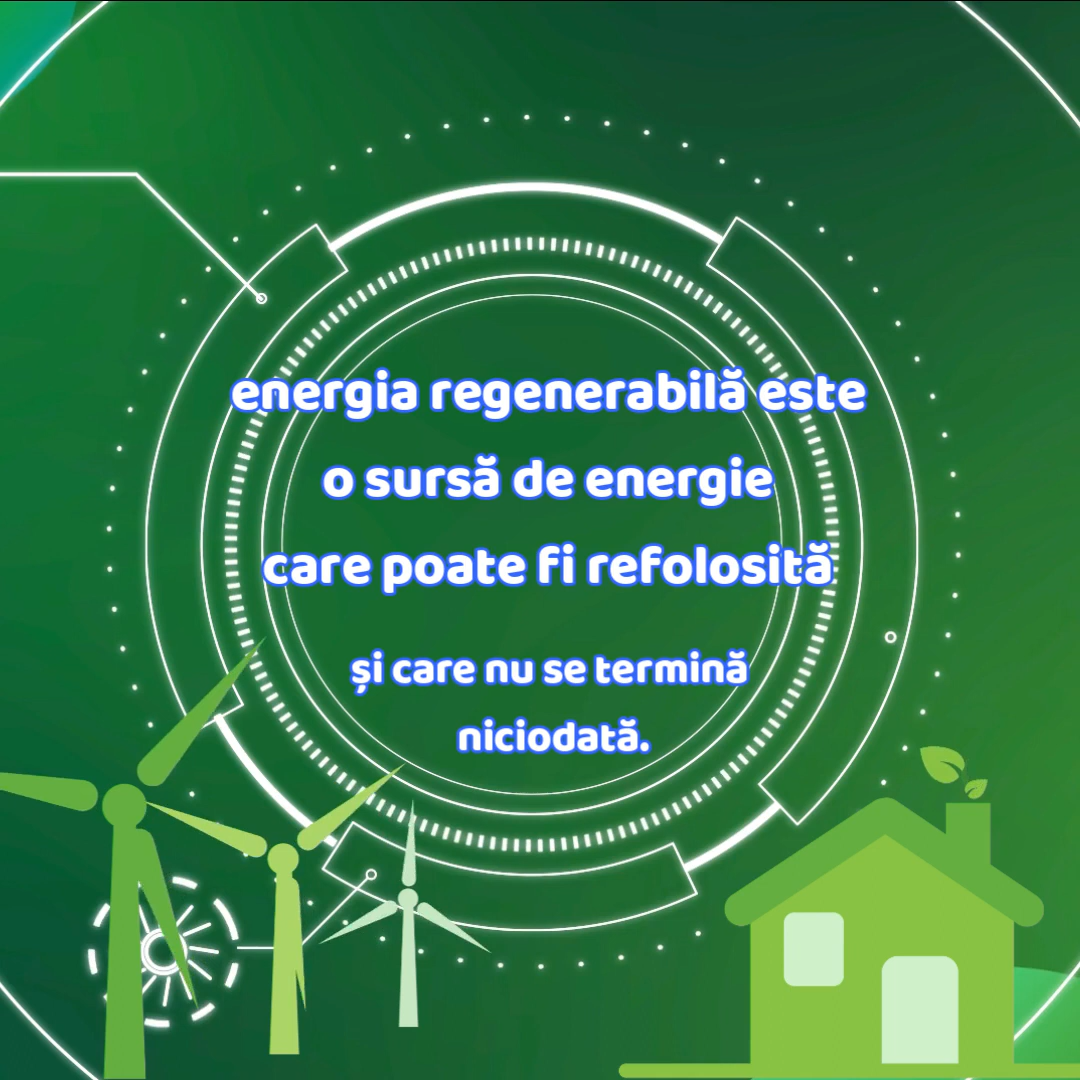 energia regenerabilă este
o sursă de energie
care poate fi refolosită
și care nu se termină
niciodată.